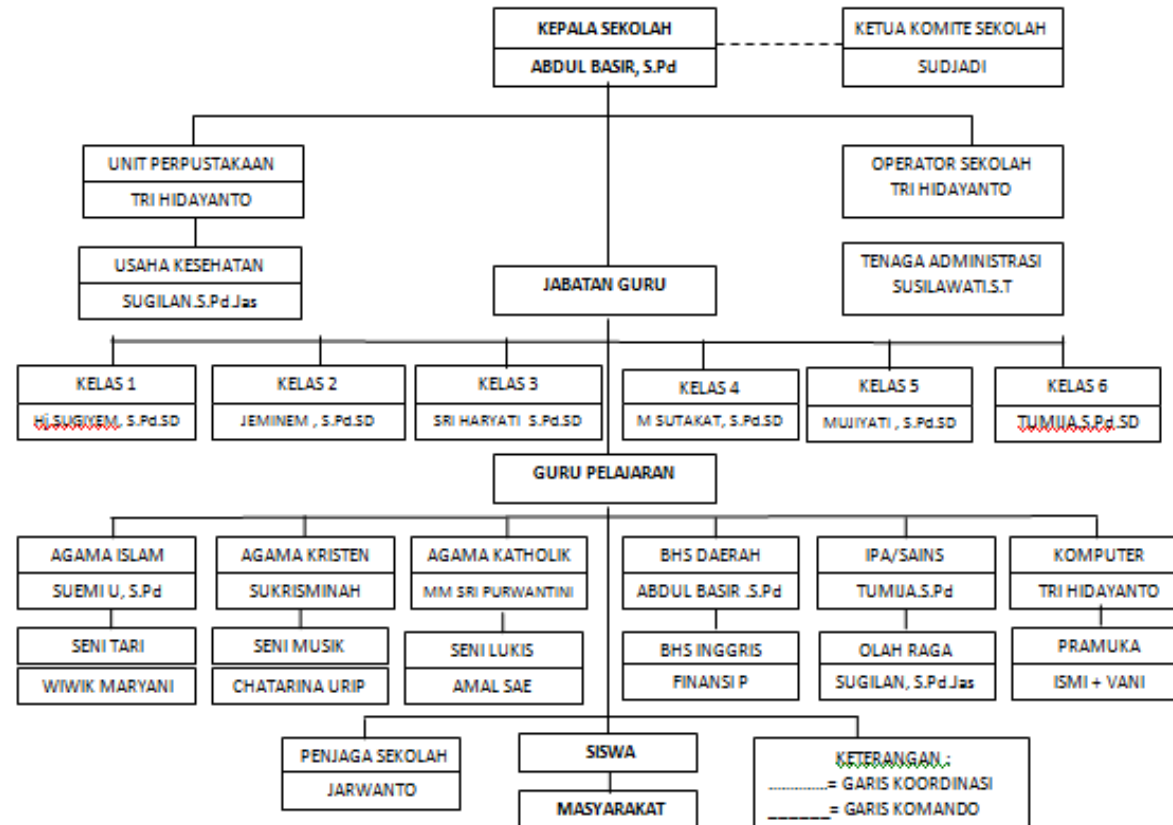 KEPALA SEKOLAH
ABDUL BASIR, S.Pd
KETUA KOMITE SEKOLAH
SUDJADI
UNIT PERPUSTAKAAN
TRI HIDAYANTO
OPERATOR SEKOLAH
TRI HIDAYANTO
USAHA KESEHATAN
SUGILAN.S.Pd.Jas
JABATAN GURU
TENAGA ADMINISTRASI
SUSILAWATI.S.T
KELAS 1
Hj.SUGIYEM, S.Pd.SD
KELAS 2
JEMINEM , S.Pd.SD
KELAS 3
SRI HARYATI S.Pd.SD
KELAS 4
M SUTAKAT, S.Pd.SD
KELAS 5
MUJIYATI , S.Pd.SD
KELAS 6
TUMIJA.S.Pd.SD
GURU PELAJARAN
AGAMA ISLAM
SUEMI U, S.Pd
AGAMA KRISTEN
SUKRISMINAH
AGAMA KATHOLIK
MM SRI PURWANTINI
BHS DAERAH
ABDUL BASIR .S.Pd
IPA/SAINS
TUMIJA.S.Pd
KOMPUTER
TRI HIDAYANTO
SENI TARI
WIWIK MARYANI
SENI MUSIK
CHATARINA URIP
SENI LUKIS
AMAL SAE
BHS INGGRIS
FINANSI P
OLAH RAGA
SUGILAN, S.Pd.Jas
PRAMUKA
ISMI + VANI
PENJAGA SEKOLAH
JARWANTO
SISWA
MASYARAKAT
KETERANGAN :
............= GARIS KOORDINASI
______= GARIS KOMANDO